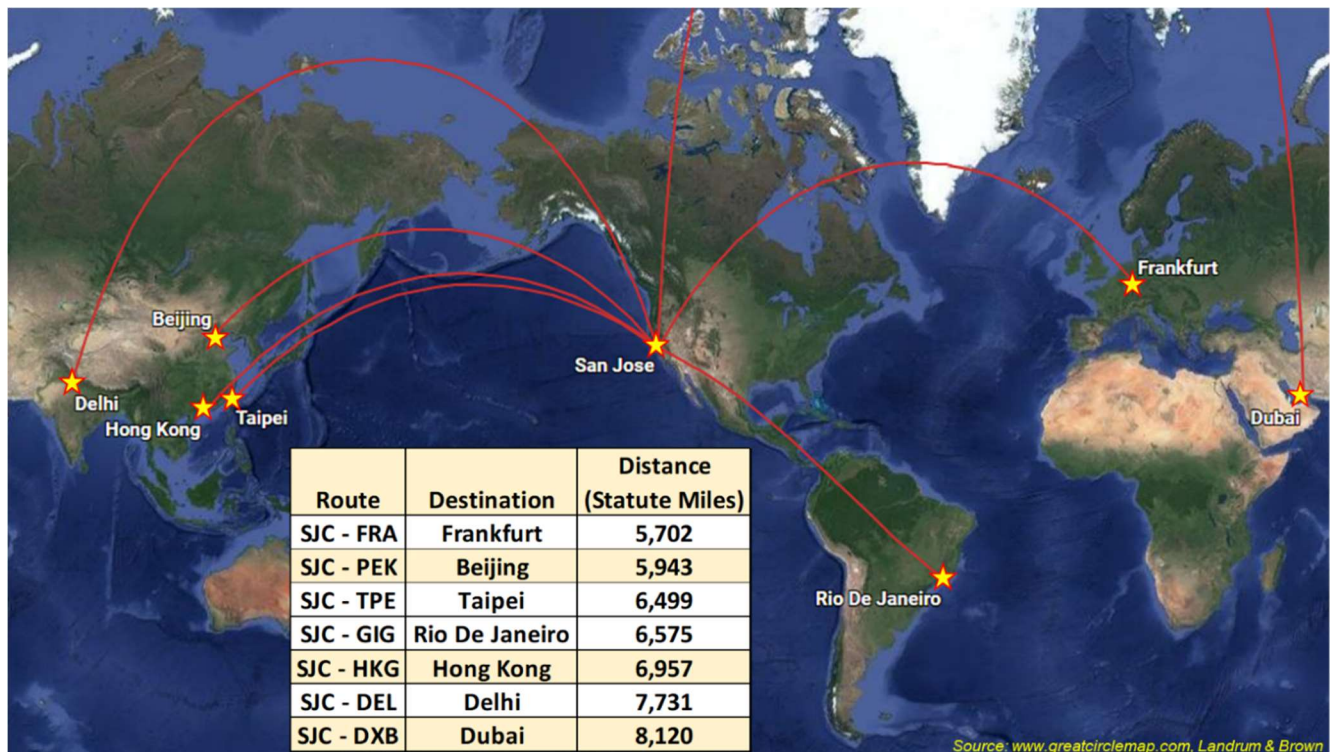 Frankfurt
Beijing
San Jose
Delhi
Taipei
Hong Kong
Dubai
Rio De Janeiro
Route Destination Distance (Statute Miles)
SJC - FRA Frankfurt 5,702
SJC - PEK Beijing 5,943
SJC - TPE Taipei 6,499
SJC - GIG Rio De Janeiro 6,575
SJC - HKG Hong Kong 6,957
SJC - DEL Delhi 7,731
SJC - DXB Dubai 8,120
Source: www.greatcirclemap.com, Landrum & Brown